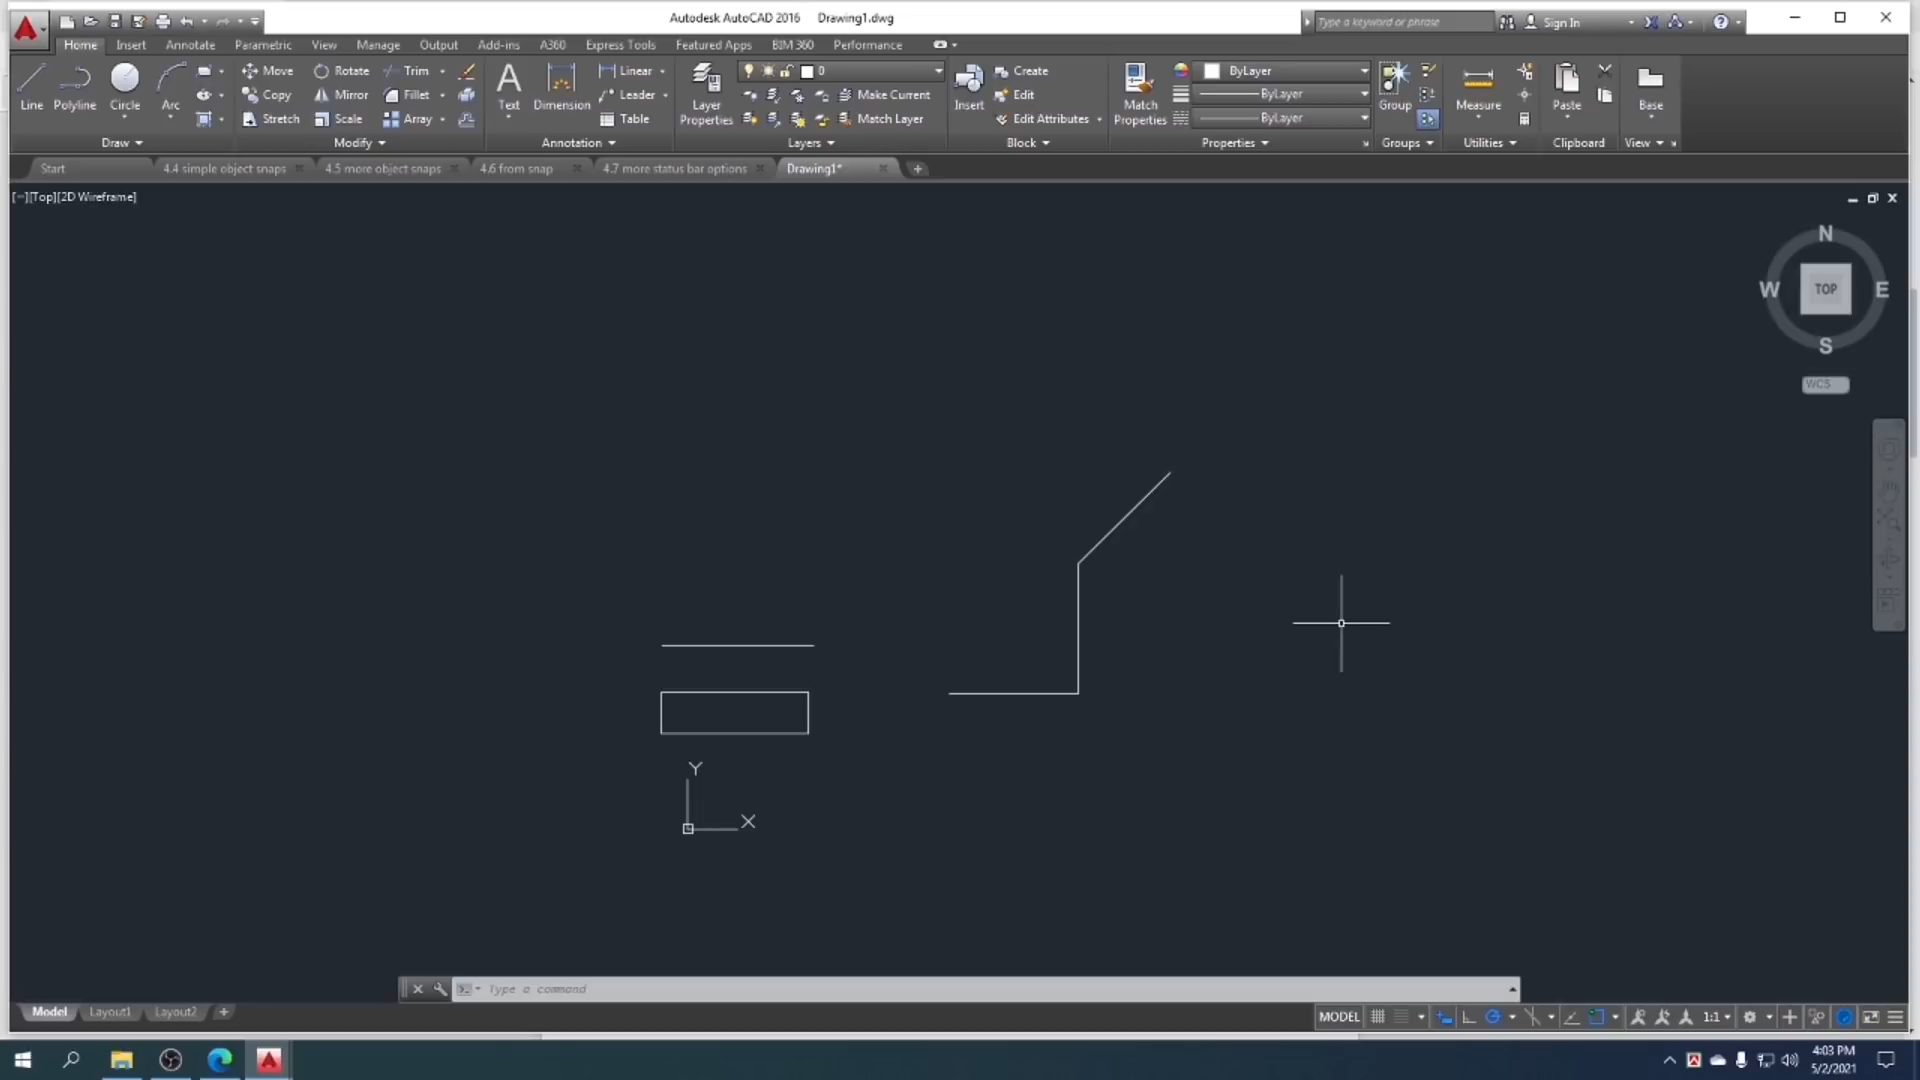 Autodesk AutoCAD 2016 Drawing1.dwg
Type a keyword or phrase
Sign In
Home Insert Annotate Parametric View Manage Output Add-ins A360 Express Tools Featured Apps BIM 360 Performance
Line Polyline Circle Arc
Move Rotate Trim
Copy Mirror Fillet
Stretch Scale Array
Text Dimension
Linear
Leader
Table
Layer Properties
0
Make Current
Match Layer
Insert
Create
Edit
Edit Attributes
Match Properties
ByLayer
ByLayer
ByLayer
Group
Measure
Paste
Base
Draw Modify Annotation Layers Block Properties Groups Utilities Clipboard View
Start 4.4 simple object snaps 4.5 more object snaps 4.6 from snap 4.7 more status bar options Drawing1*
[−][Top][2D Wireframe]
N
W TOP E
S
WCS
Y
X
Type a command
Model Layout1 Layout2
MODEL 1:1
4:03 PM
5/2/2021